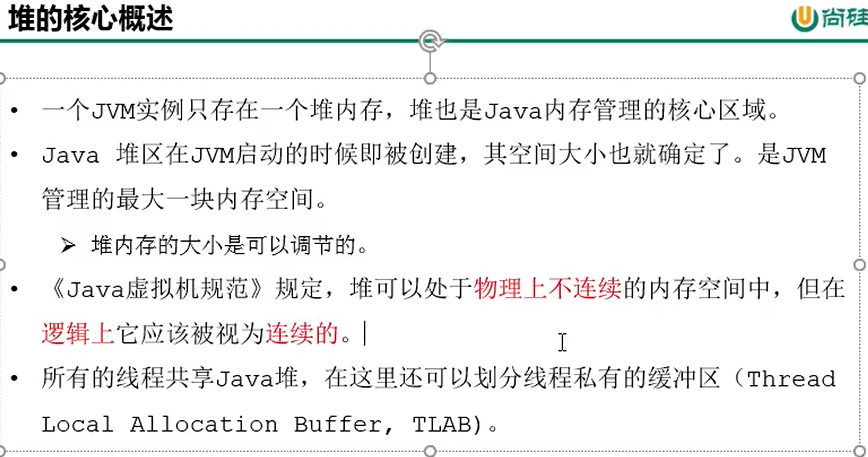 堆的核心概述
尚硅
• 一个JVM实例只存在一个堆内存，堆也是Java内存管理的核心区域。
• Java 堆区在JVM启动的时候即被创建，其空间大小也就确定了。是JVM
管理的最大一块内存空间。
➢ 堆内存的大小是可以调节的。
• 《Java虚拟机规范》规定，堆可以处于物理上不连续的内存空间中，但在
逻辑上它应该被视为连续的。
• 所有的线程共享Java堆，在这里还可以划分线程私有的缓冲区（Thread
Local Allocation Buffer, TLAB)。